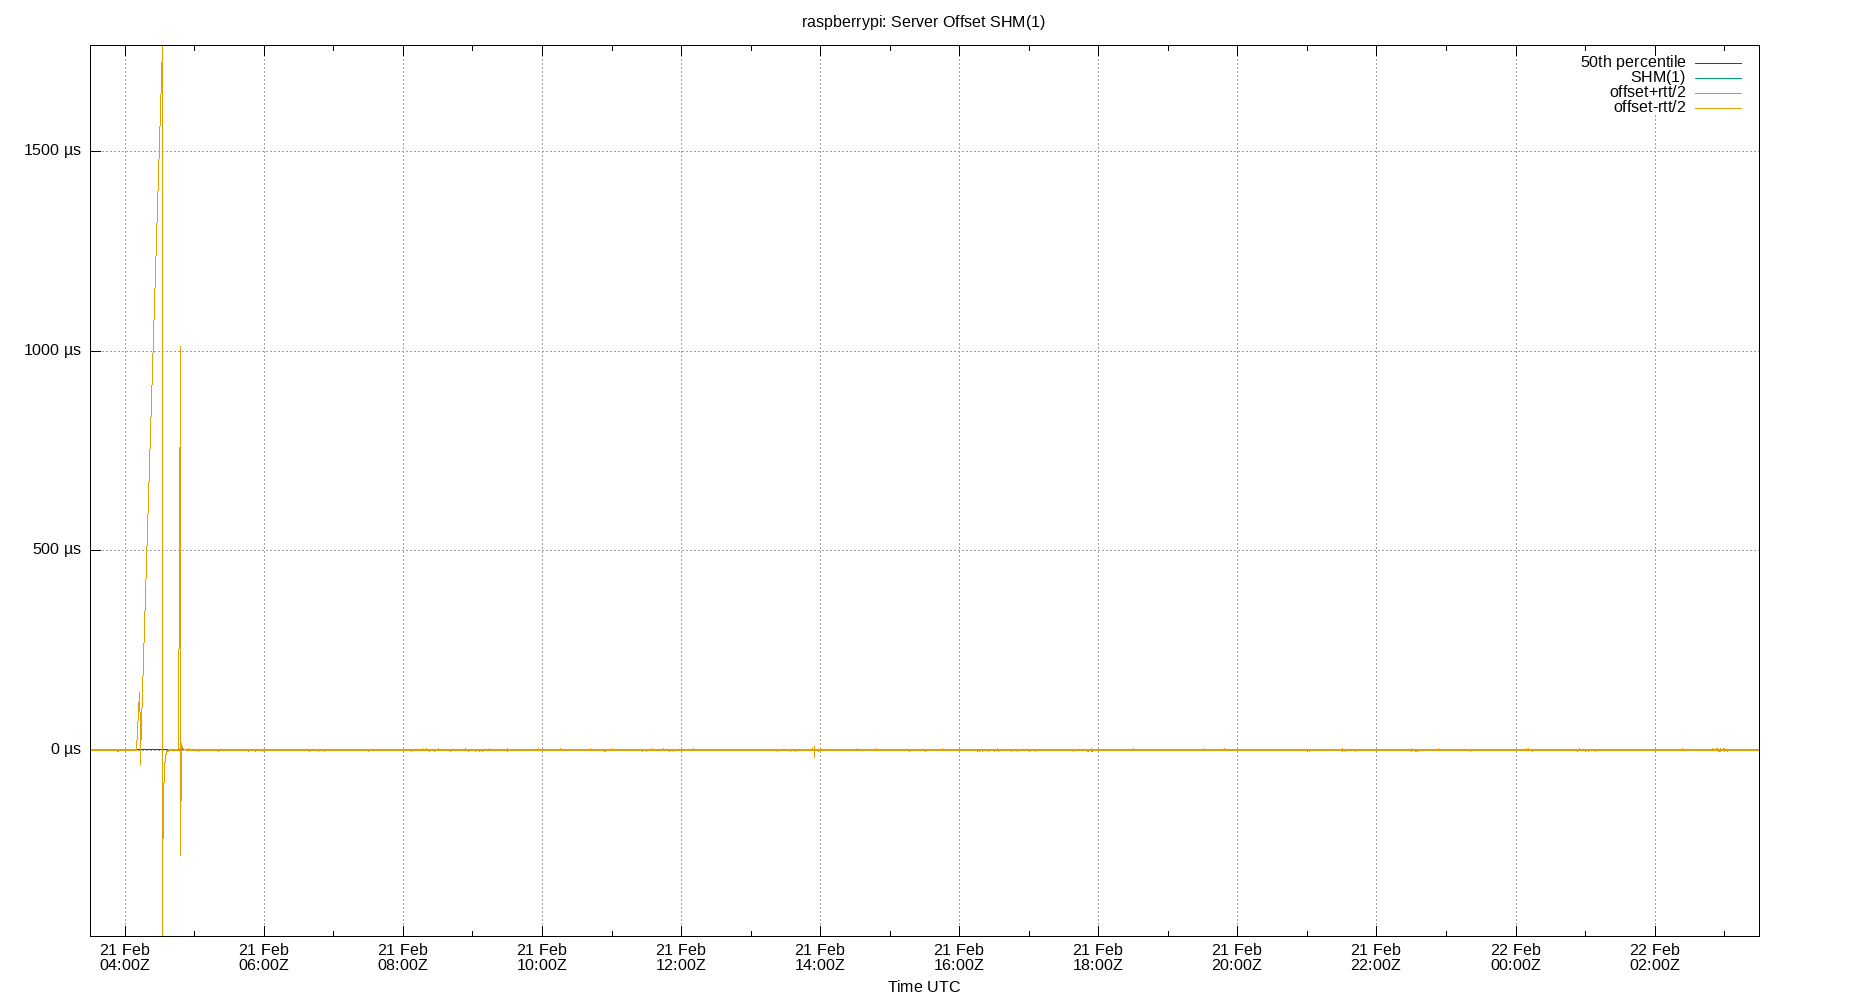 raspberrypi: Server Offset SHM(1)
50th percentile
SHM(1)
offset+rtt/2
offset-rtt/2
1500 µs
1000 µs
500 µs
0 µs
21 Feb 21 Feb 21 Feb 21 Feb 21 Feb 21 Feb 21 Feb 21 Feb 21 Feb 21 Feb 22 Feb 22 Feb
04:00Z 06:00Z 08:00Z 10:00Z 12:00Z 14:00Z 16:00Z 18:00Z 20:00Z 22:00Z 00:00Z 02:00Z
Time UTC